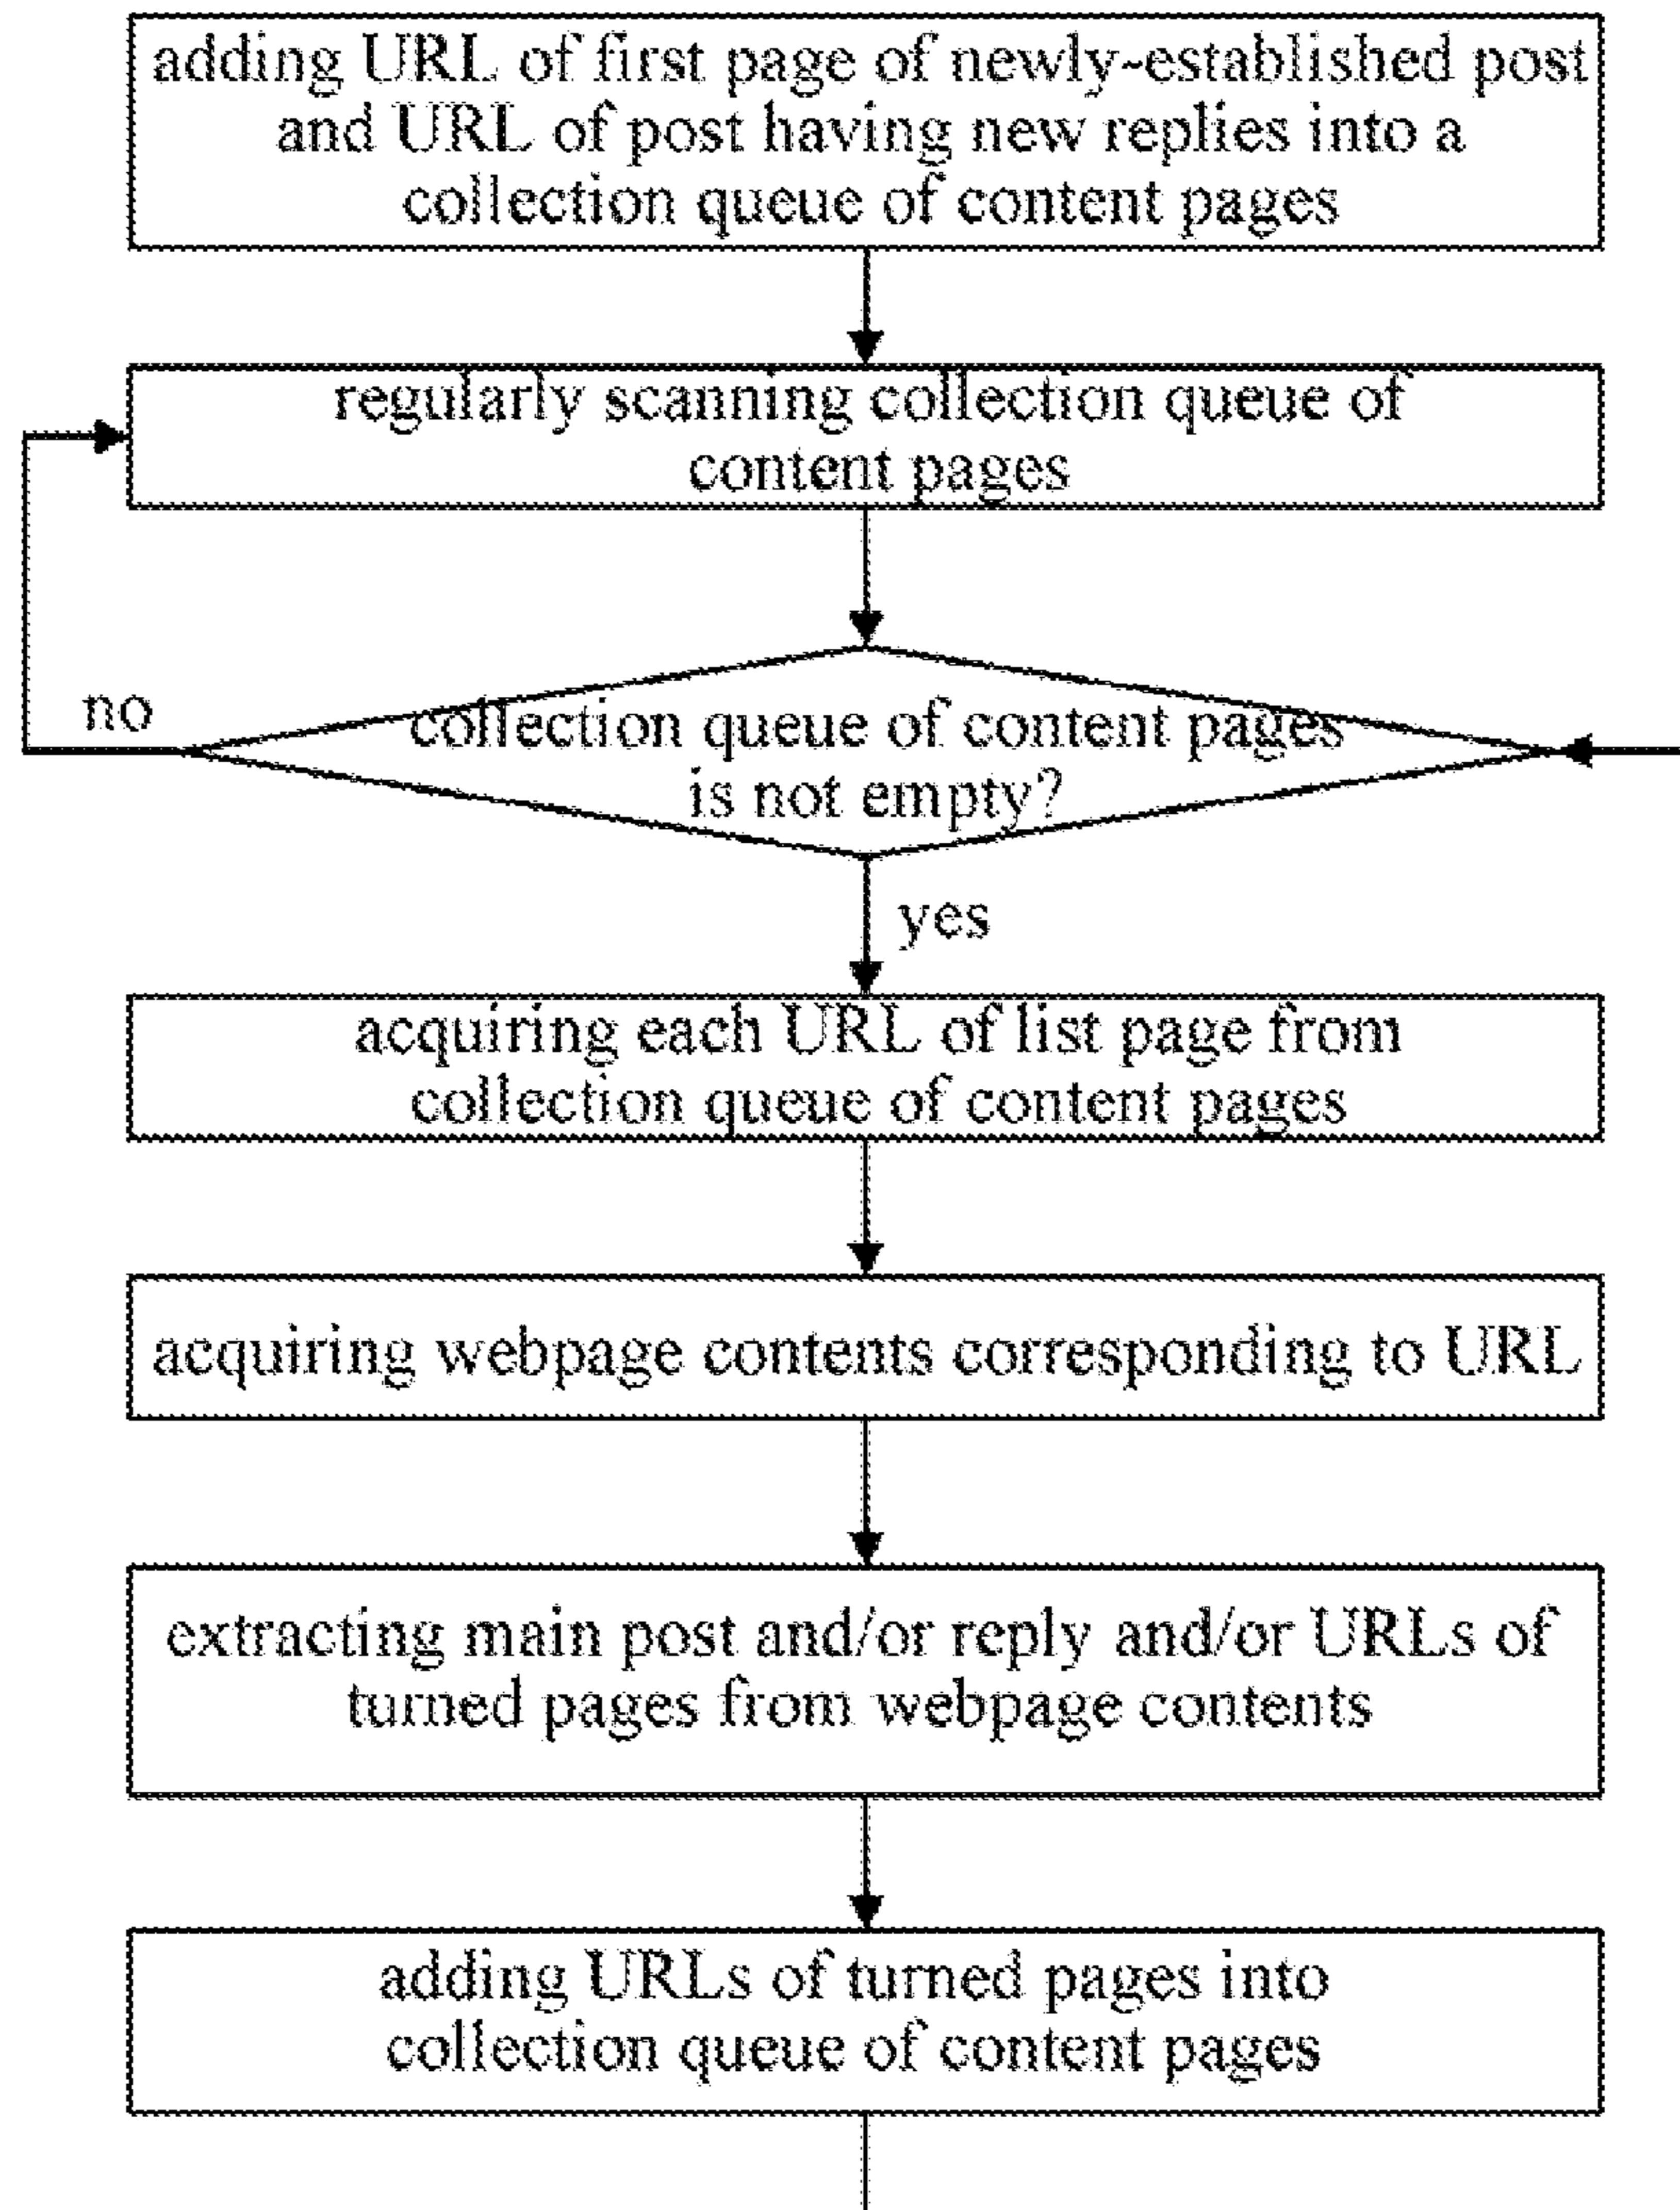 adding URL of first page of newly-established post
and URL of post having new replies into a
collection queue of content pages
regularly scanning collection queue of
content pages
no
collection queue of content pages
is not empty?
yes
acquiring each URL of list page from
collection queue of content pages
acquiring webpage contents corresponding to URL
extracting main post and/or reply and/or URLs of
turned pages from webpage contents
adding URLs of turned pages into
collection queue of content pages